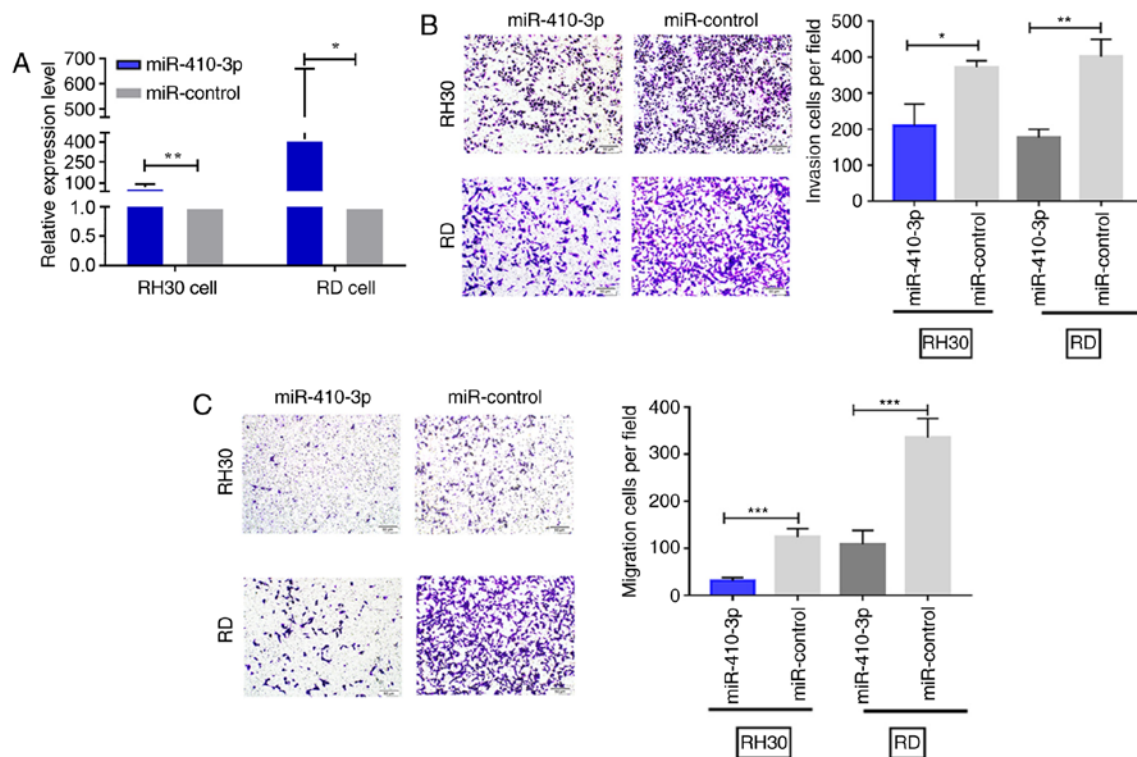 A
Relative expression level
700
600
500
400
250
100
1.0
0.5
0.0
miR-410-3p
miR-control
**
*
RH30 cell
RD cell
B
miR-410-3p
miR-control
RH30
RD
Invasion cells per field
500
400
300
200
100
0
*
**
miR-410-3p
miR-control
miR-410-3p
miR-control
RH30
RD
C
miR-410-3p
miR-control
RH30
RD
Migration cells per field
400
300
200
100
0
***
***
miR-410-3p
miR-control
miR-410-3p
miR-control
RH30
RD